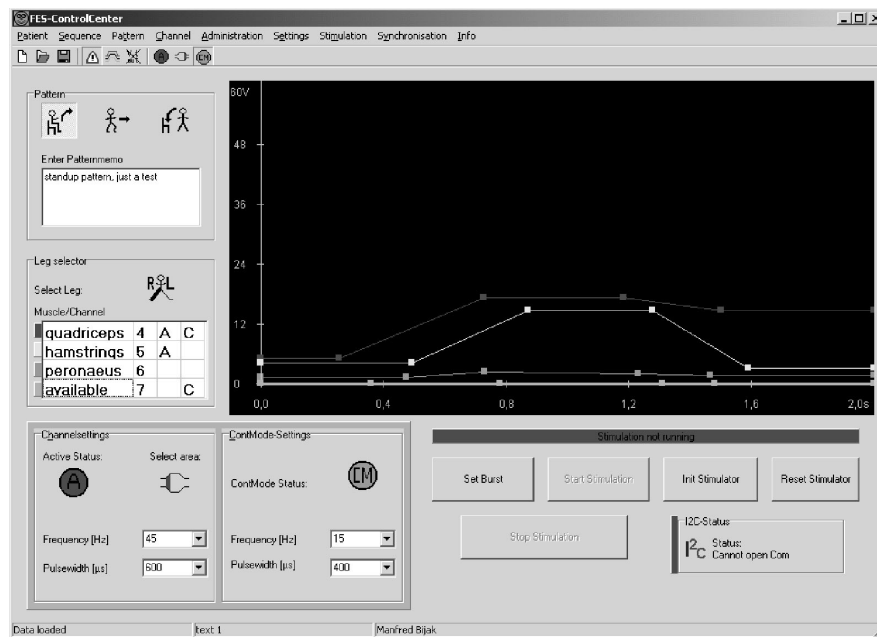 FES-ControlCenter
Patient Sequence Pattern Channel Administration Settings Stimulation Synchronisation Info
A CM
Pattern
Enter Patternmemo
standup pattern, just a test
Leg selector
Select Leg:
R L
Muscle/Channel
quadriceps 4 A C
hamstrings 5 A
peronaeus 6
available 7 C
60V
48
36
24
12
0
0,0 0,4 0,8 1,2 1,6 2,0s
Channelsettings
Active Status: Select area:
A
Frequency [Hz] 45
Pulsewidth [µs] 600
ContMode-Settings
ContMode Status: CM
Frequency [Hz] 15
Pulsewidth [µs] 400
Stimulation not running
Set Burst Start Stimulation Init Stimulator Reset Stimulator
Stop Stimulation
I2C-Status
I²C Status:
Cannot open Com
Data loaded text 1 Manfred Bijak